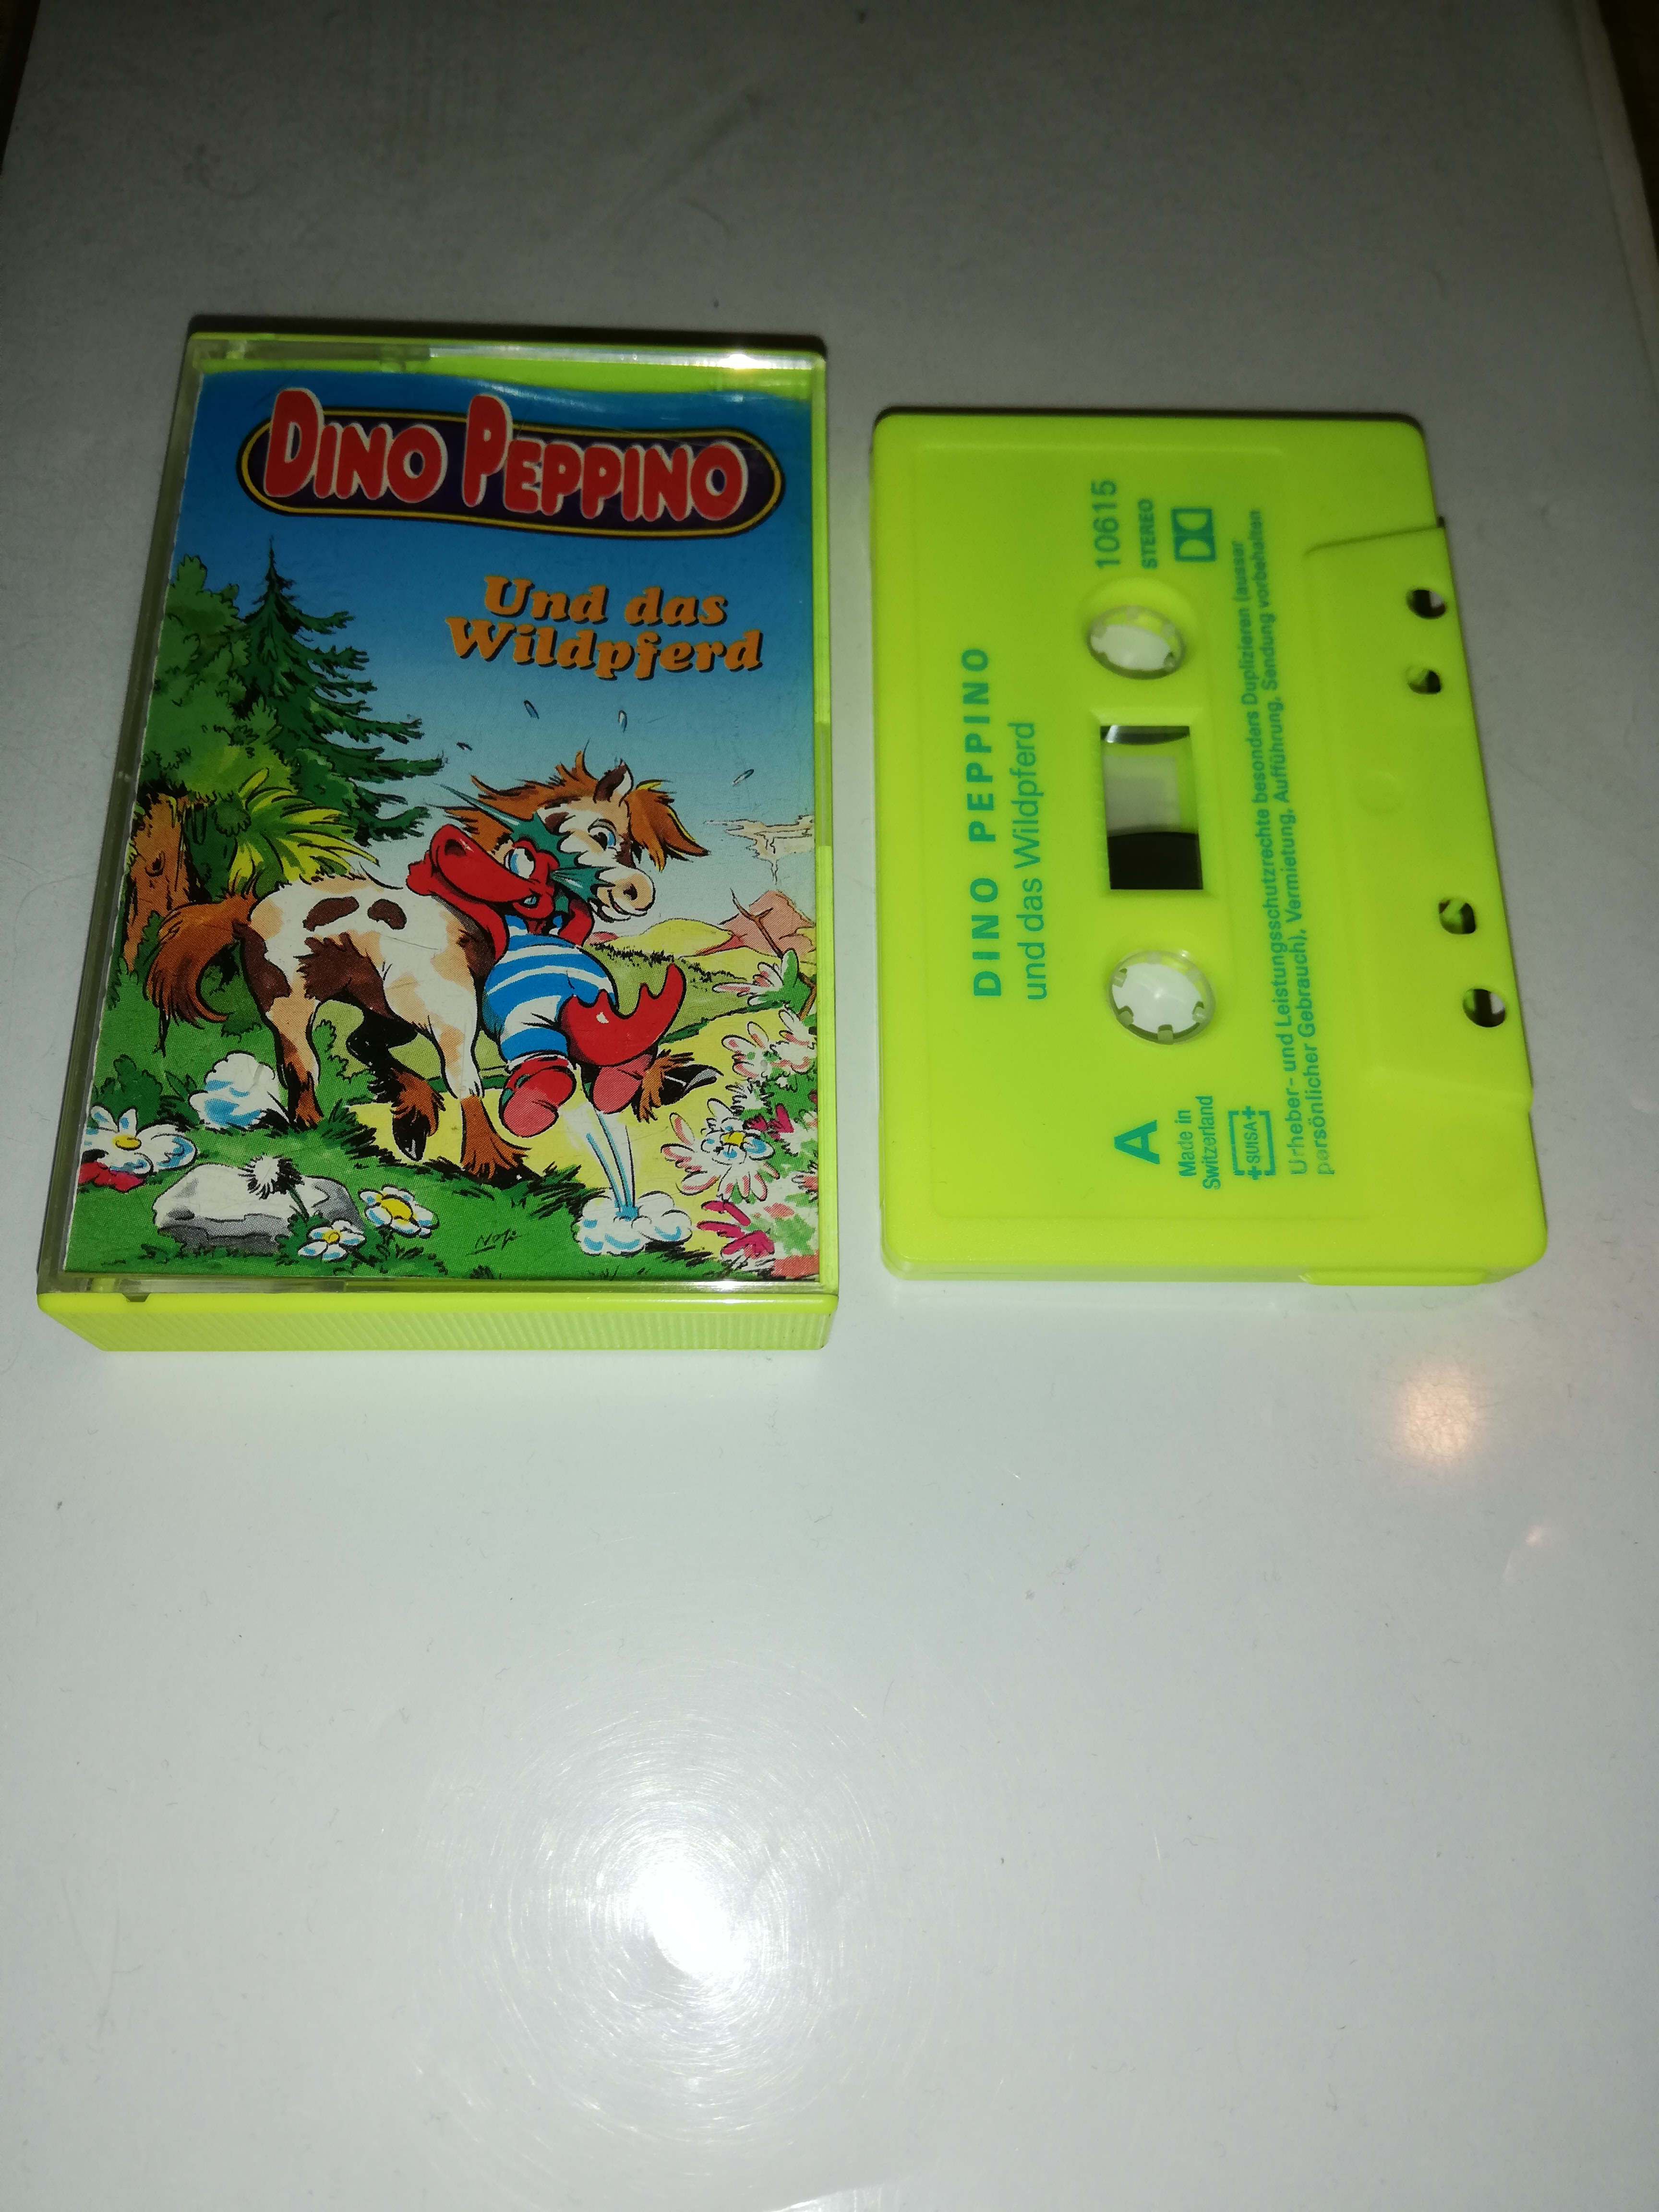 DINO PEPPINO
Und das
Wildpferd
Noyi
DINO PEPPINO
und das Wildpferd
A
10615
STEREO
Made in
Switzerland
SUISA
Urheber- und Leistungsschutzrechte besonders Duplizieren (ausser
persönlicher Gebrauch), Vermietung, Aufführung, Sendung vorbehalten